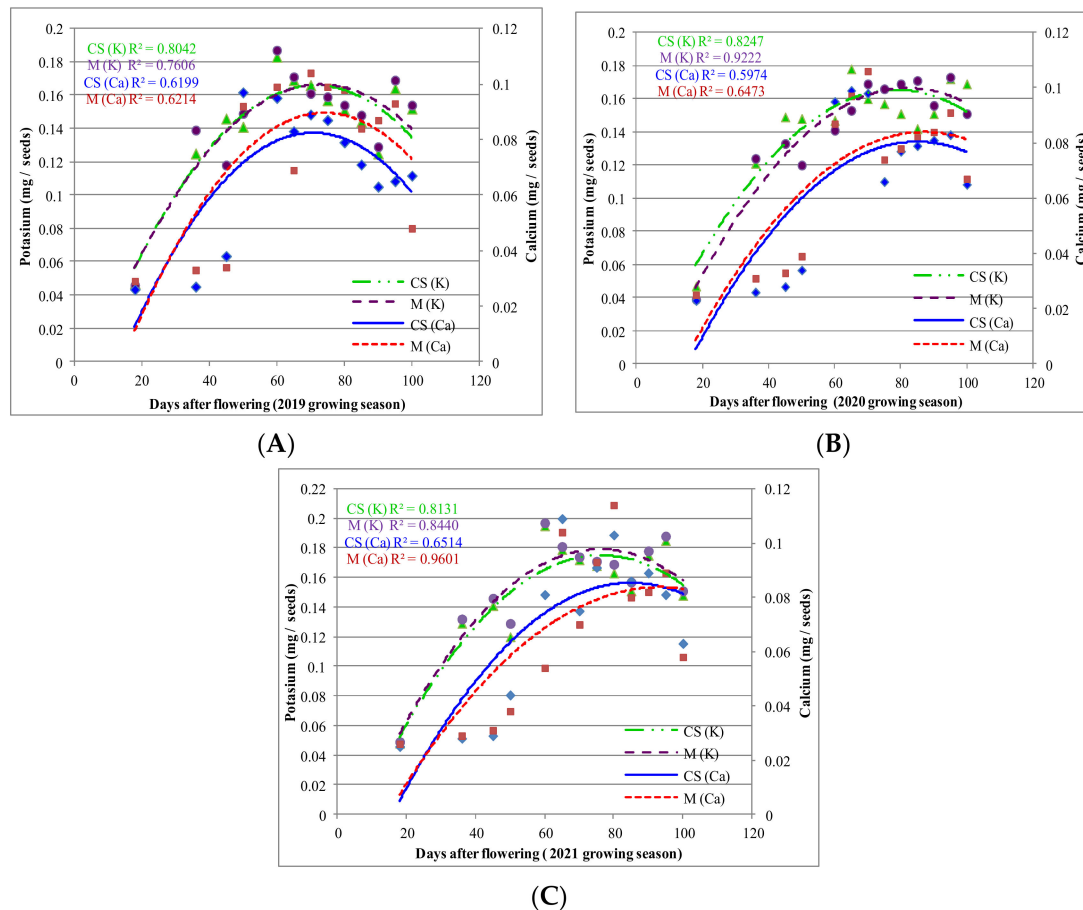 CS (K) R² = 0.8042
M (K) R² = 0.7606
CS (Ca) R² = 0.6199
M (Ca) R² = 0.6214
0.2
0.18
0.16
0.14
0.12
0.1
0.08
0.06
0.04
0.02
0
Potasium (mg / seeds)
0.12
0.1
0.08
0.06
0.04
0.02
0
Calcium (mg / seeds)
CS (K)
M (K)
CS (Ca)
M (Ca)
0 20 40 60 80 100 120
Days after flowering (2019 growing season)
(A)
CS (K) R² = 0.8247
M (K) R² = 0.9222
CS (Ca) R² = 0.5974
M (Ca) R² = 0.6473
0.2
0.18
0.16
0.14
0.12
0.1
0.08
0.06
0.04
0.02
0
Potasium (mg/ seeds)
0.12
0.1
0.08
0.06
0.04
0.02
0
Calcium (mg / seeds)
CS (K)
M (K)
CS (Ca)
M (Ca)
0 20 40 60 80 100 120
Days after flowering (2020 growing season)
(B)
CS (K) R² = 0.8131
M (K) R² = 0.8440
CS (Ca) R² = 0.6514
M (Ca) R² = 0.9601
0.22
0.2
0.18
0.16
0.14
0.12
0.1
0.08
0.06
0.04
0.02
0
Potasium (mg / seeds)
0.12
0.1
0.08
0.06
0.04
0.02
0
Calcium (mg / seeds)
CS (K)
M (K)
CS (Ca)
M (Ca)
0 20 40 60 80 100 120
Days after flowering ( 2021 growing season)
(C)